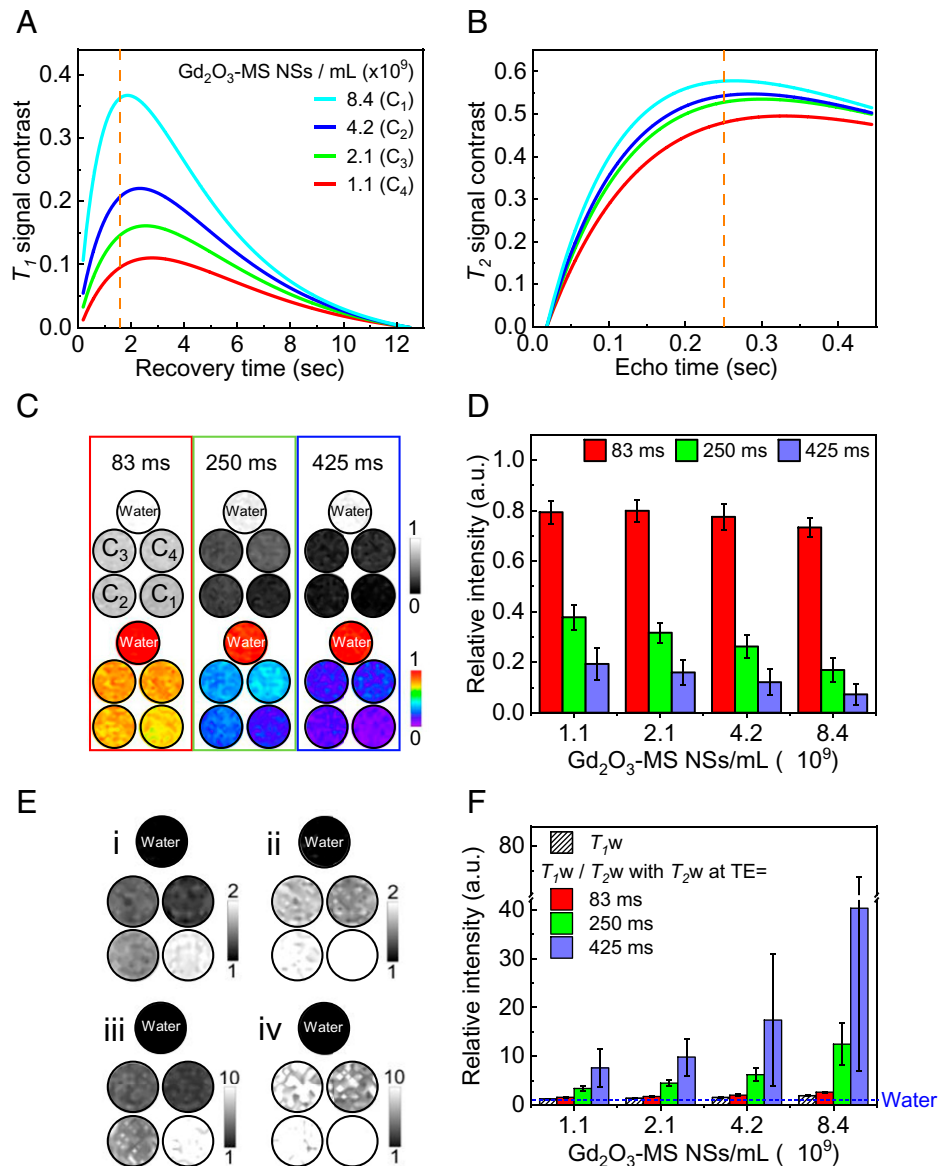 A
T₁ signal contrast
0.4
0.3
0.2
0.1
0.0
Gd₂O₃-MS NSs / mL (x10⁹)
8.4 (C₁)
4.2 (C₂)
2.1 (C₃)
1.1 (C₄)
0 2 4 6 8 10 12
Recovery time (sec)
B
T₂ signal contrast
0.6
0.5
0.4
0.3
0.2
0.1
0.0
0.0 0.1 0.2 0.3 0.4
Echo time (sec)
C
83 ms 250 ms 425 ms
Water Water Water
C₃ C₄
C₂ C₁
1
0
Water Water Water
1
0
D
Relative intensity (a.u.)
1.0
0.8
0.6
0.4
0.2
0.0
83 ms 250 ms 425 ms
1.1 2.1 4.2 8.4
Gd₂O₃-MS NSs/mL ( 10⁹)
E
i Water
2
1
ii Water
2
1
iii Water
10
1
iv Water
10
1
F
Relative intensity (a.u.)
80
40
30
20
10
0
T₁w
T₁w / T₂w with T₂w at TE=
83 ms
250 ms
425 ms
Water
1.1 2.1 4.2 8.4
Gd₂O₃-MS NSs/mL ( 10⁹)